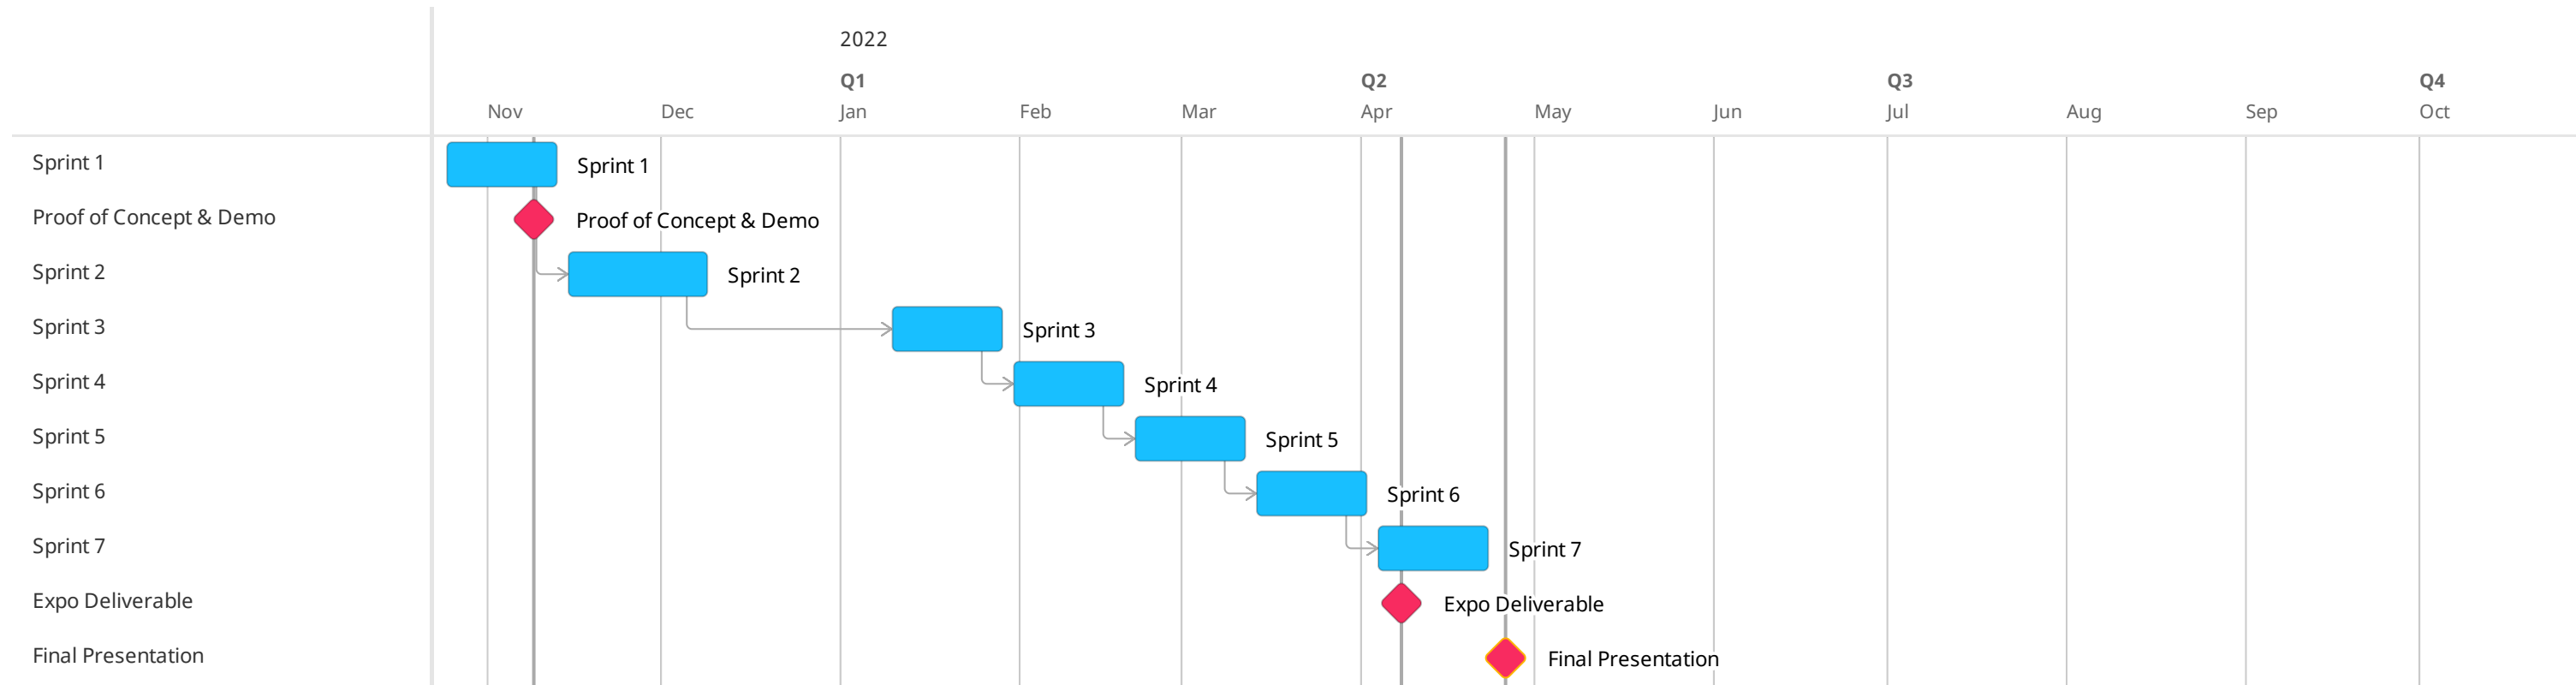 2022
Q1 Q2 Q3 Q4
Nov Dec Jan Feb Mar Apr May Jun Jul Aug Sep Oct
Sprint 1 Sprint 1
Proof of Concept & Demo Proof of Concept & Demo
Sprint 2 Sprint 2
Sprint 3 Sprint 3
Sprint 4 Sprint 4
Sprint 5 Sprint 5
Sprint 6 Sprint 6
Sprint 7 Sprint 7
Expo Deliverable Expo Deliverable
Final Presentation Final Presentation